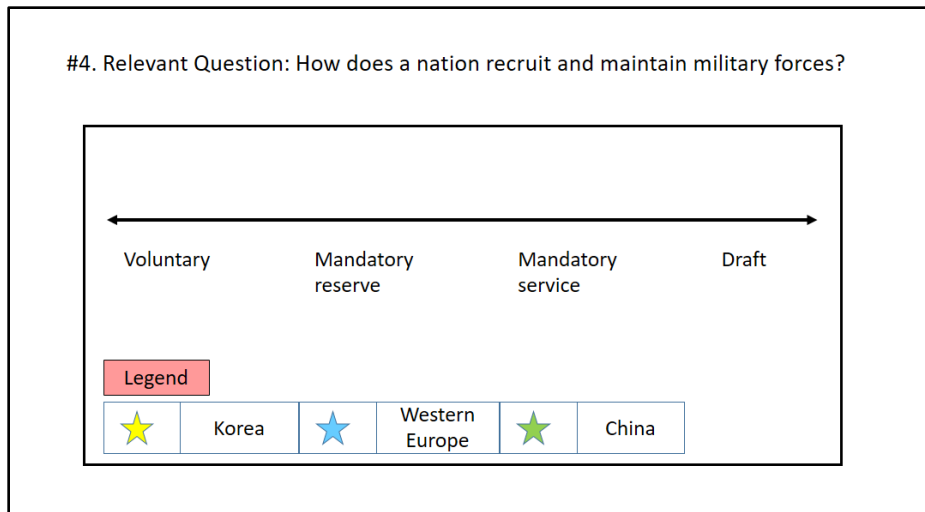 #4. Relevant Question: How does a nation recruit and maintain military forces?
Voluntary
Mandatory
reserve
Mandatory
service
Draft
Legend
Korea
Western
Europe
China